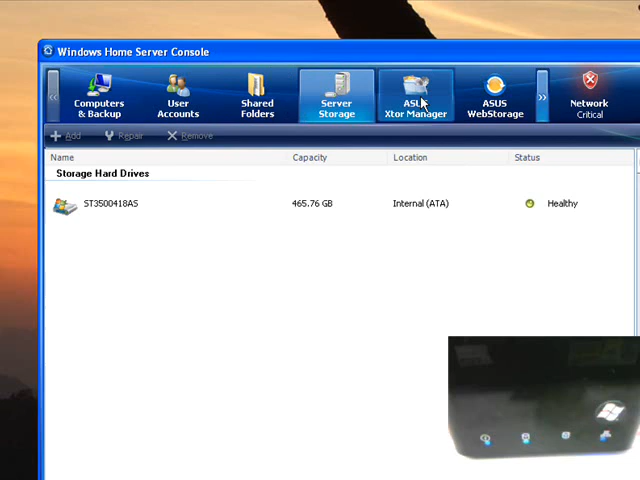 Windows Home Server Console
Computers & Backup
User Accounts
Shared Folders
Server Storage
ASUS Xtor Manager
ASUS WebStorage
Network Critical
Add Repair Remove
Name Capacity Location Status
Storage Hard Drives
ST3500418AS 465.76 GB Internal (ATA) Healthy